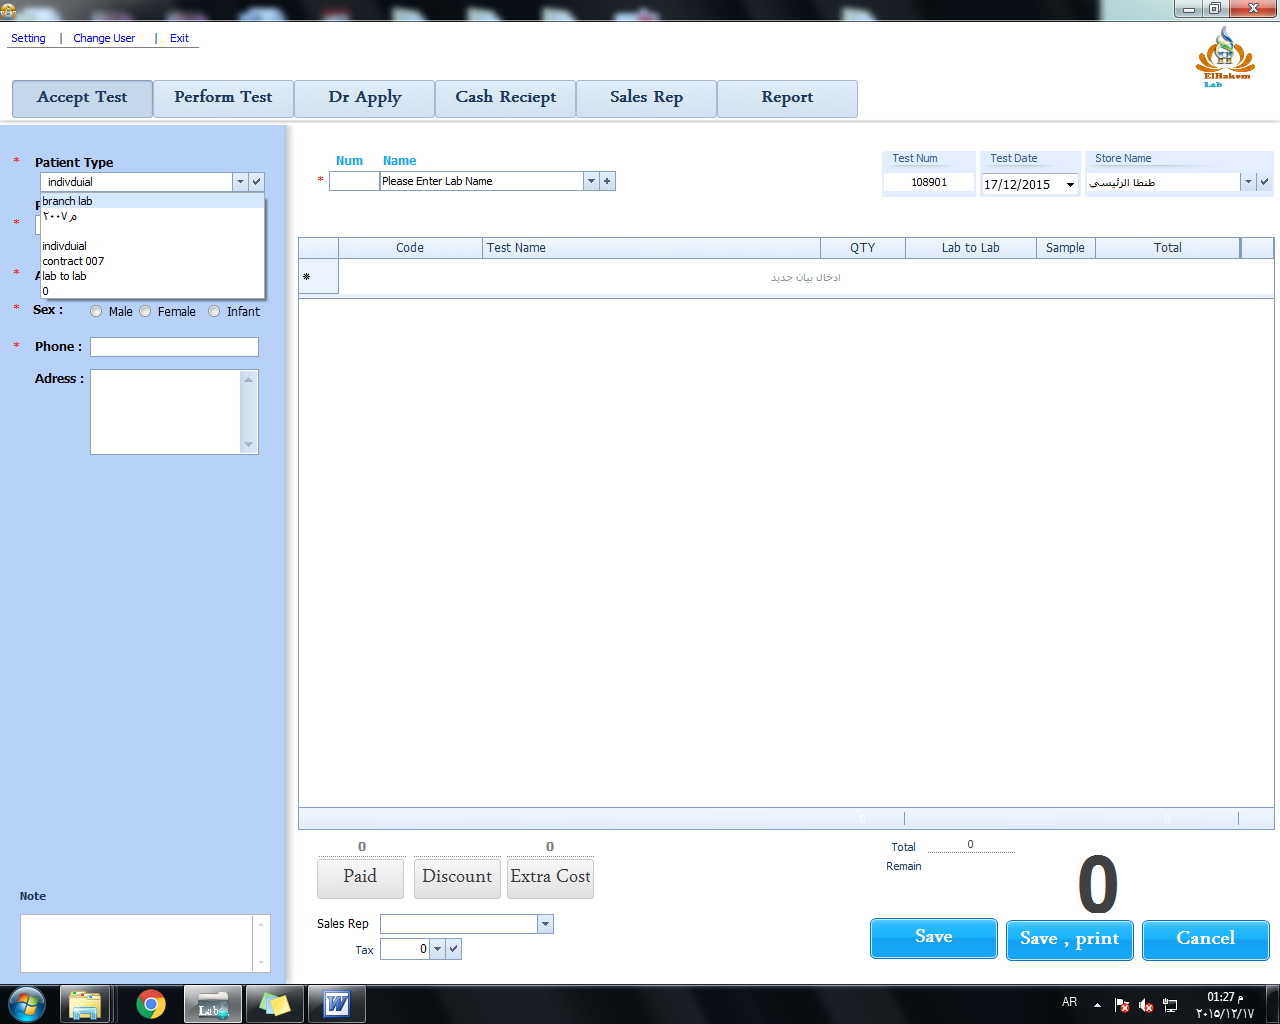 Setting | Change User | Exit
ElHakem
Lab
Accept Test
Perform Test
Dr Apply
Cash Reciept
Sales Rep
Report
* Patient Type
indivduial
branch lab
م ٢٠٠٧
indivduial
contract 007
lab to lab
0
* Sex :
Male
Female
Infant
* Phone :
Adress :
Note
Num
Name
* Please Enter Lab Name
Test Num
108901
Test Date
17/12/2015
Store Name
طنطا الرئيسي
Code
Test Name
QTY
Lab to Lab
Sample
Total
ادخال بيان جديد
0
0
0
0
Paid
Discount
Extra Cost
Sales Rep
Tax
0
Total
0
Remain
0
Save
Save , print
Cancel
Lab
AR
01:27 م
٢٠١٥/١٢/١٧